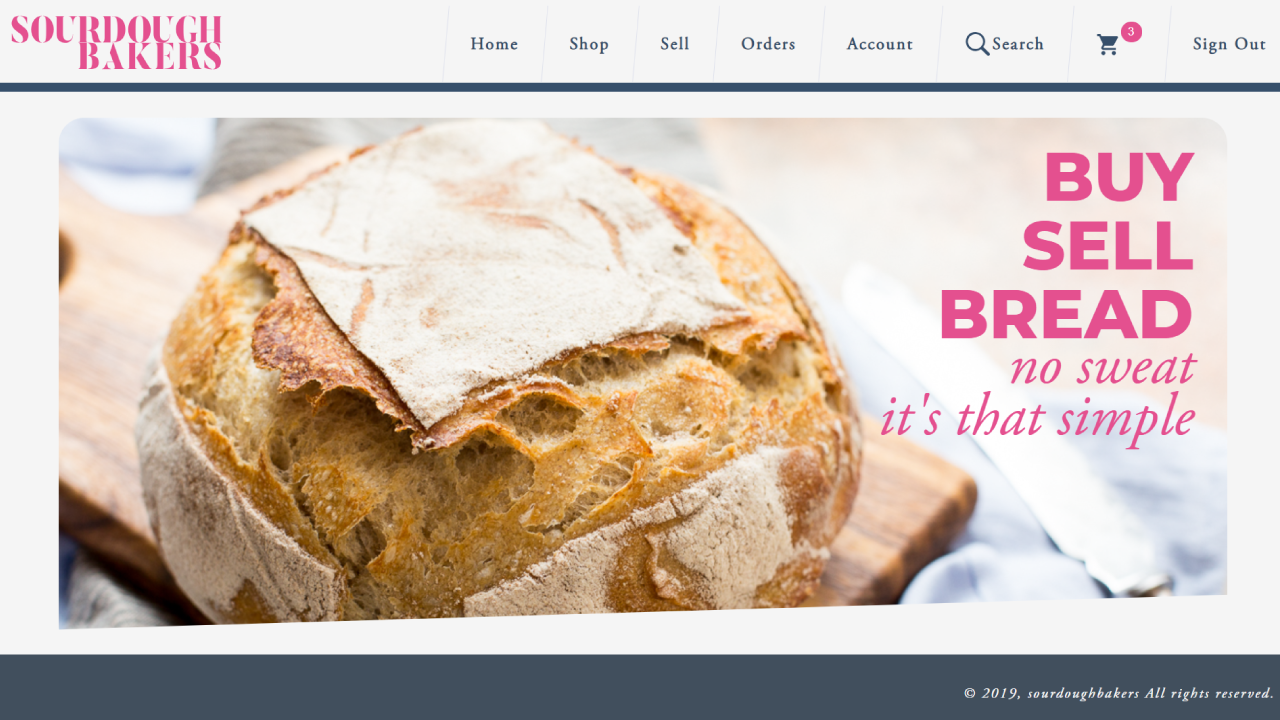 SOURDOUGH
BAKERS
Home
Shop
Sell
Orders
Account
Search
3
Sign Out
BUY
SELL
BREAD
no sweat
it's that simple
© 2019, sourdoughbakers All rights reserved.